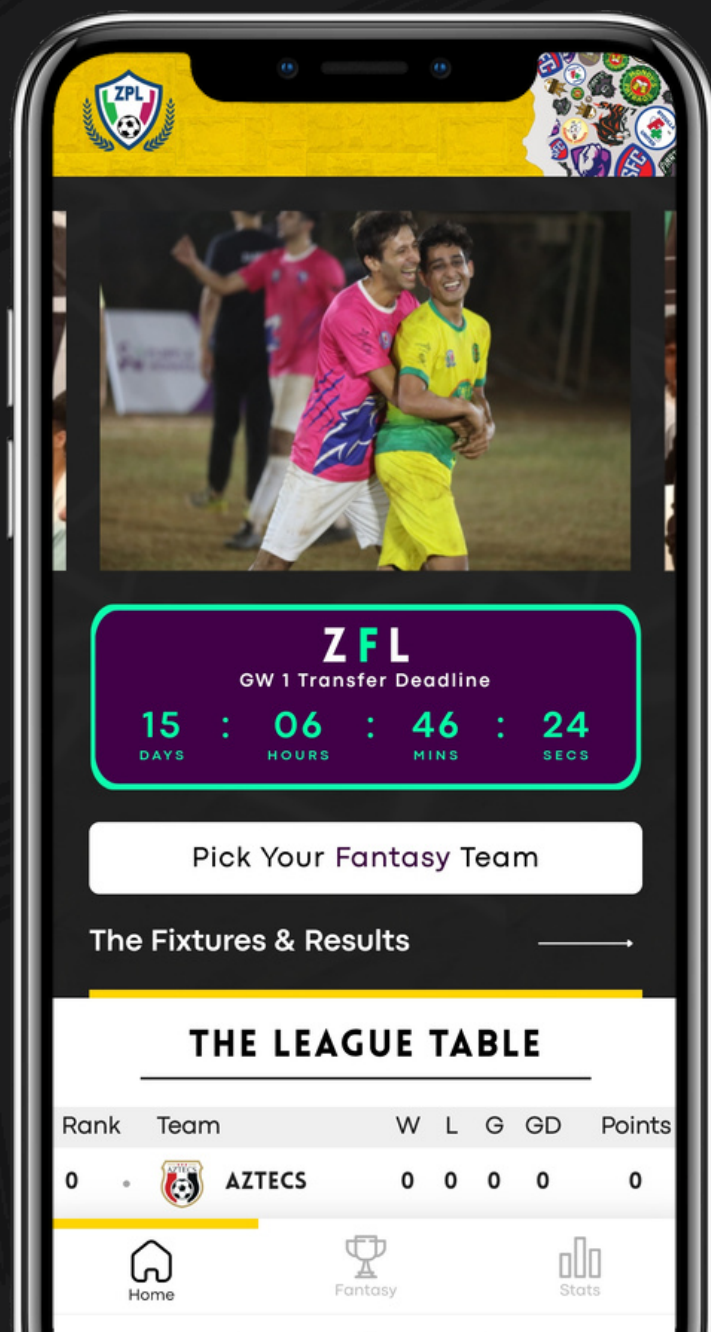 ZPL
ZFL
GW 1 Transfer Deadline
15 : 06 : 46 : 24
DAYS HOURS MINS SECS
Pick Your Fantasy Team
The Fixtures & Results
THE LEAGUE TABLE
Rank Team W L G GD Points
0 AZTECS AZTECS 0 0 0 0 0
Home Fantasy Stats